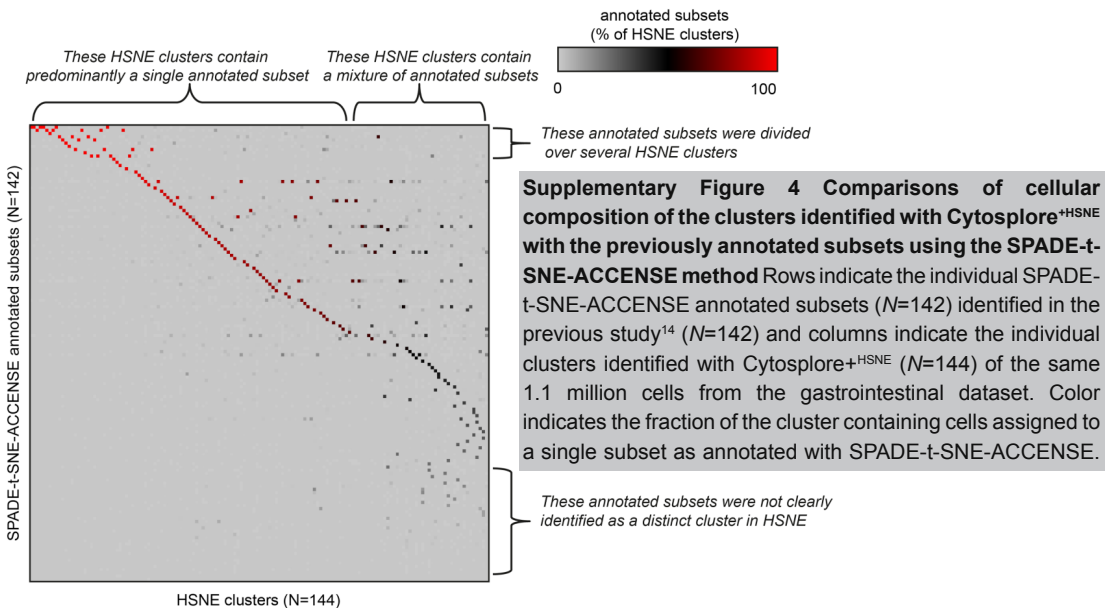 annotated subsets
(% of HSNE clusters)
0 100
These HSNE clusters contain
predominantly a single annotated subset
These HSNE clusters contain
a mixture of annotated subsets
These annotated subsets were divided
over several HSNE clusters
SPADE-t-SNE-ACCENSE annotated subsets (N=142)
These annotated subsets were not clearly
identified as a distinct cluster in HSNE
HSNE clusters (N=144)
Supplementary Figure 4 Comparisons of cellular
composition of the clusters identified with Cytosplore+HSNE
with the previously annotated subsets using the SPADE-t-
SNE-ACCENSE method Rows indicate the individual SPADE-
t-SNE-ACCENSE annotated subsets (N=142) identified in the
previous study14 (N=142) and columns indicate the individual
clusters identified with Cytosplore+HSNE (N=144) of the same
1.1 million cells from the gastrointestinal dataset. Color
indicates the fraction of the cluster containing cells assigned to
a single subset as annotated with SPADE-t-SNE-ACCENSE.